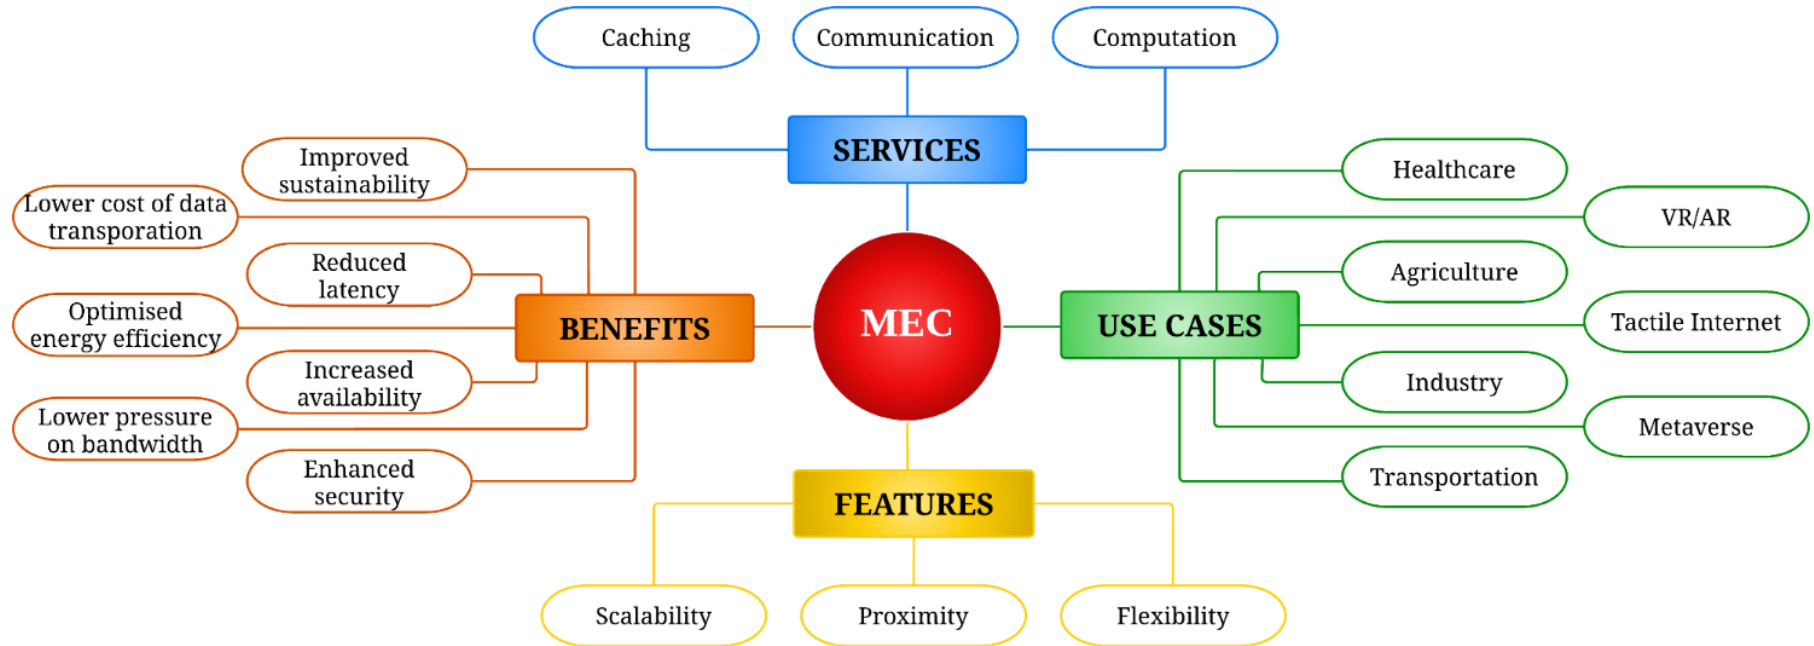 Caching
Communication
Computation
SERVICES
Improved
sustainability
Lower cost of data
transporation
Reduced
latency
Optimised
energy efficiency
BENEFITS
Increased
availability
Lower pressure
on bandwidth
Enhanced
security
MEC
Healthcare
VR/AR
Agriculture
USE CASES
Tactile Internet
Industry
Metaverse
Transportation
FEATURES
Scalability
Proximity
Flexibility